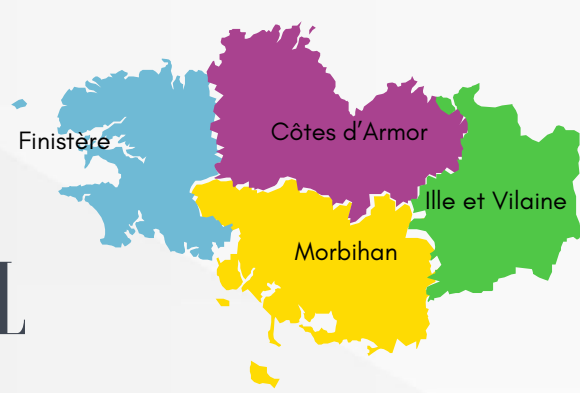 Côtes d'Armor
Finistère
Ille et Vilaine
Morbihan
L